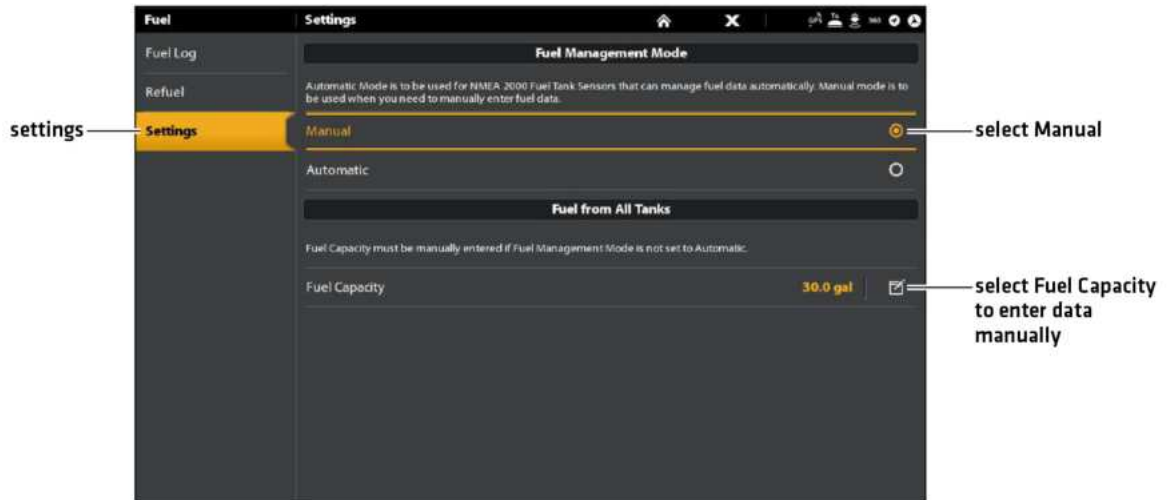 Fuel
Settings
Fuel Log
Fuel Management Mode
Refuel
Automatic Mode is to be used for NMEA 2000 Fuel Tank Sensors that can manage fuel data automatically. Manual mode is to
be used when you need to manually enter fuel data.
settings
Settings
Manual
select Manual
Automatic
Fuel from All Tanks
Fuel Capacity must be manually entered if Fuel Management Mode is not set to Automatic.
Fuel Capacity
30.0 gal
select Fuel Capacity
to enter data
manually